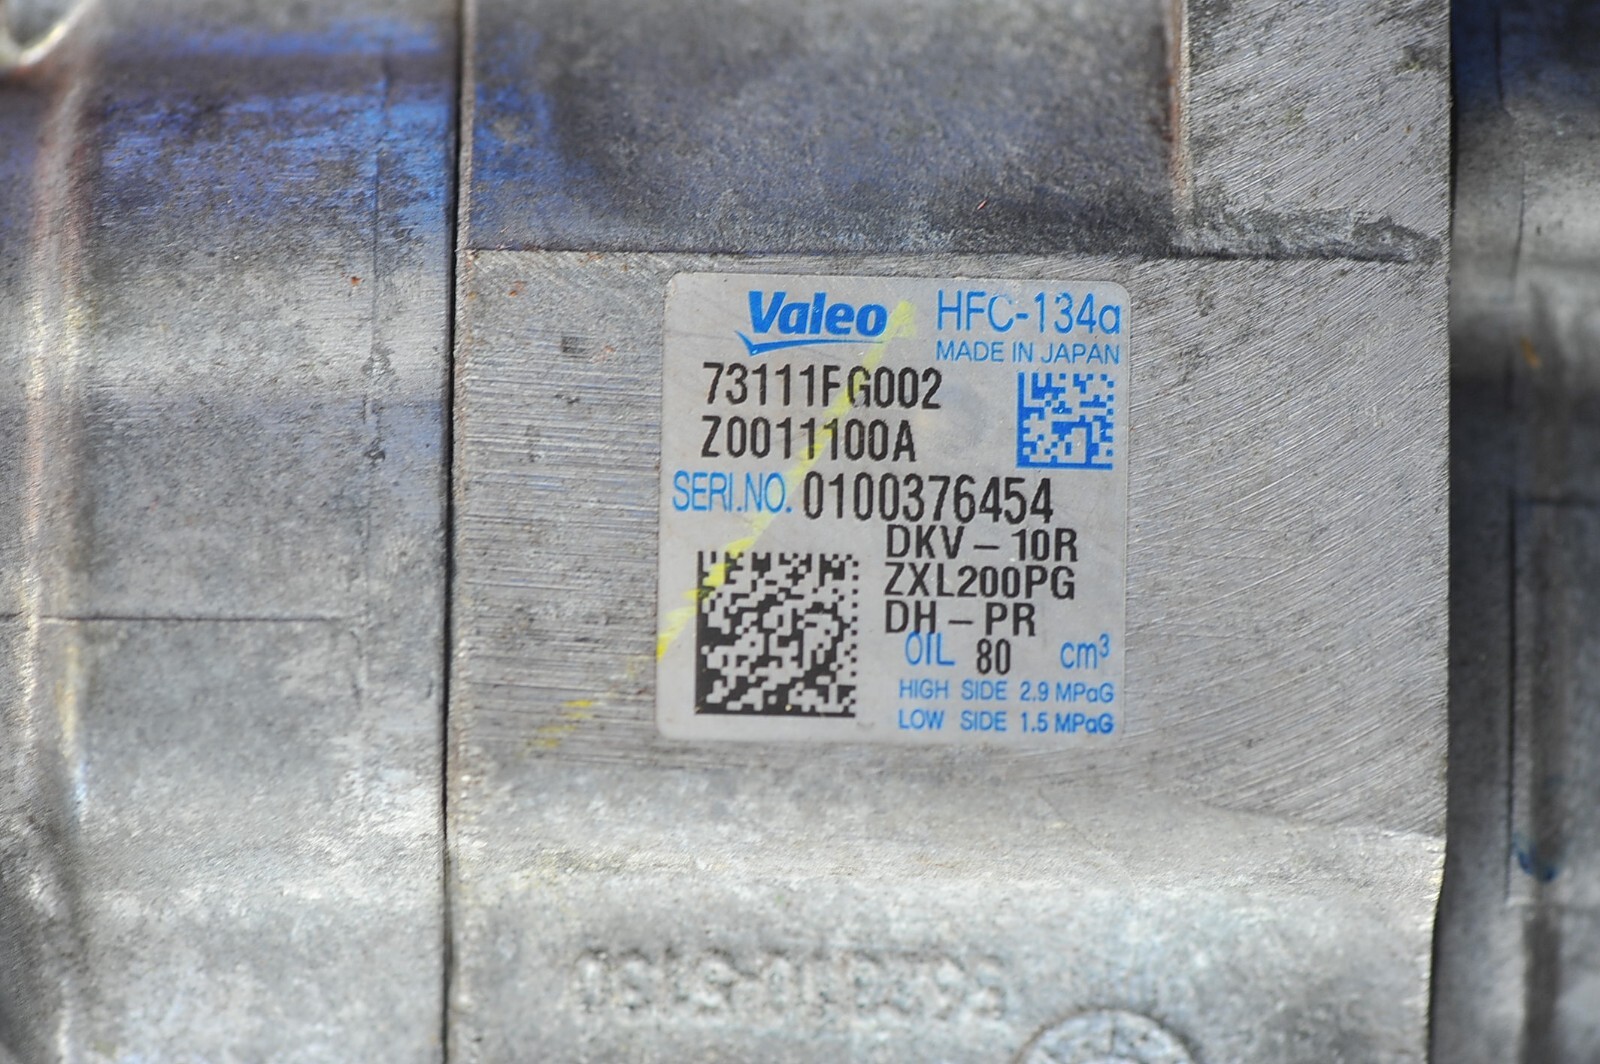 Valeo HFC-134a
MADE IN JAPAN
73111FG002
Z0011100A
SERI.NO. 0100376454
DKV-10R
ZXL200PG
DH-PR
OIL 80 cm³
HIGH SIDE 2.9 MPaG
LOW SIDE 1.5 MPaG